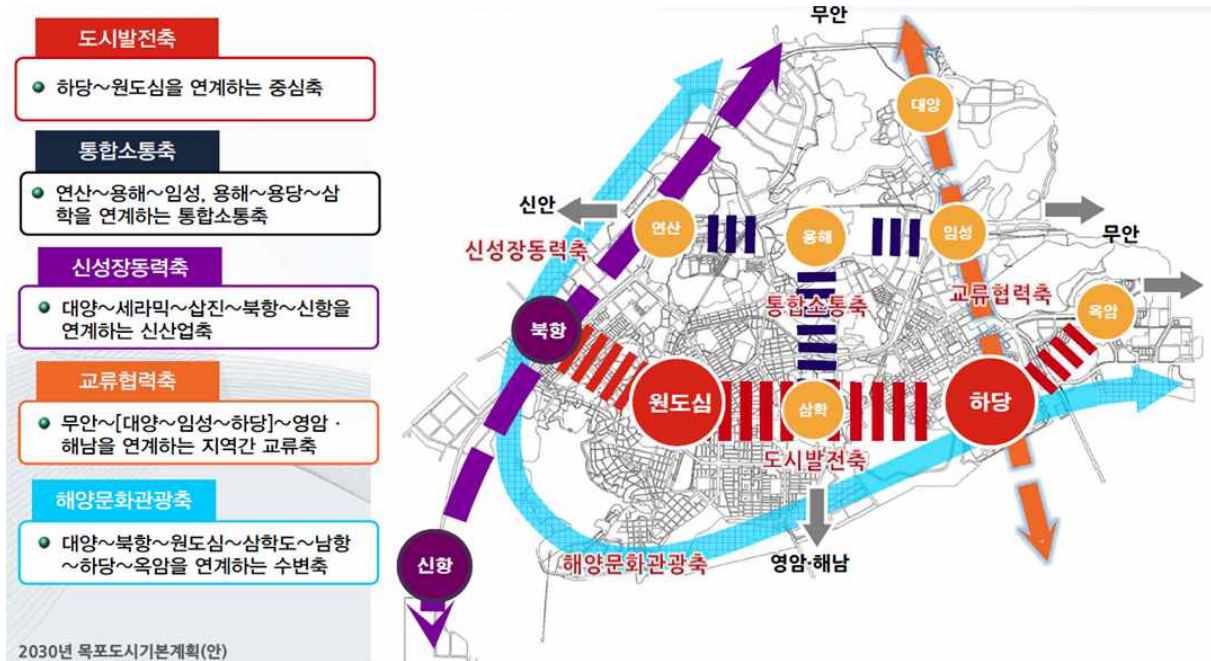 도시발전축
하당～원도심을 연계하는 중심축
통합소통축
연산～용해～임성, 용해～용당～삼
학을 연계하는 통합소통축
신성장동력축
대양～세라믹～삽진～북항～신항을
연계하는 신산업축
교류협력축
무안～[대양～임성～하당]～영암·
해남을 연계하는 지역간 교류축
해양문화관광축
대양～북항～원도심～삼학도～남항
～하당～옥암을 연계하는 수변축
2030년 목포도시기본계획(안)
무안
대양
신안
연산
용해
임성
무안
신성장동력축
통합소통축
교류협력축
옥암
북항
원도심
삼학
하당
도시발전축
신항
해양문화관광축
영암·해남